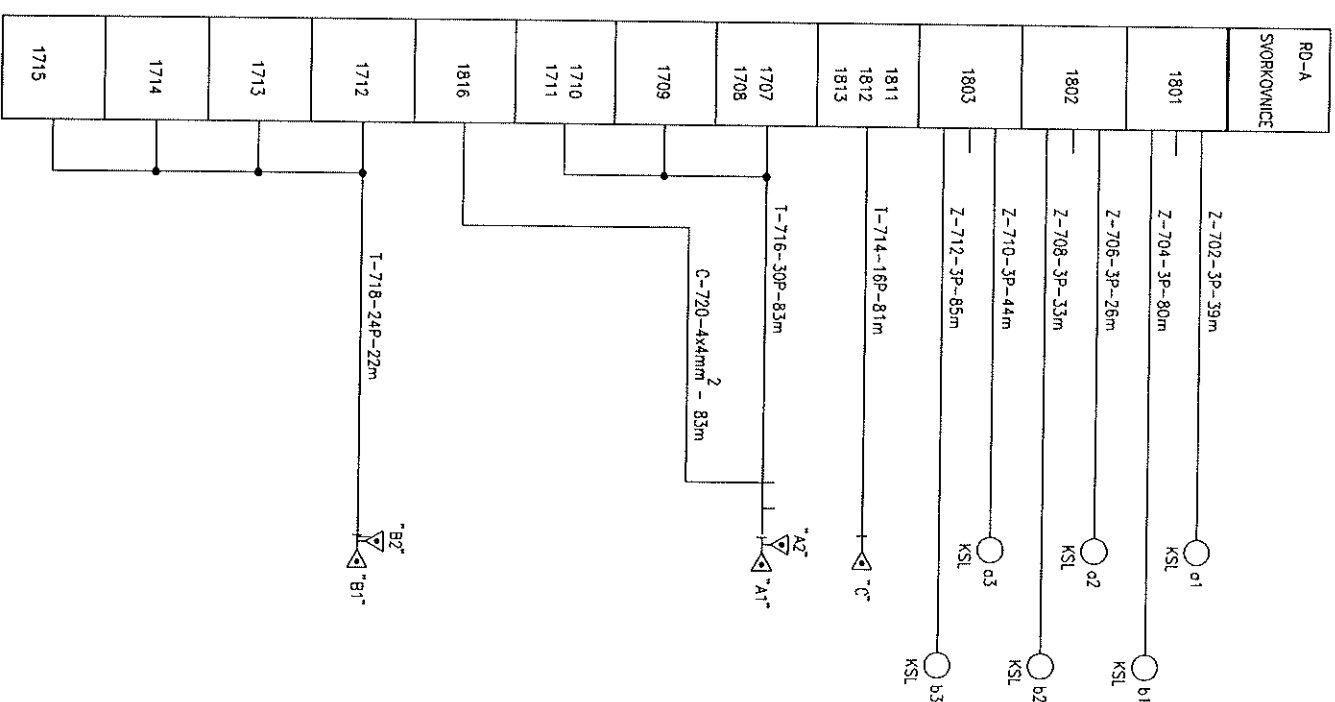 RD-A
SVORKOVNICE
1801
1802
1803
1811
1812
1813
1707
1708
1709
1710
1711
1816
1712
1713
1714
1715
Z-702-3P-39m
Z-704-3P-80m
Z-706-3P-26m
Z-708-3P-33m
Z-710-3P-44m
Z-712-3P-85m
T-714-16P-81m
T-716-30P-83m
C-720-4x4mm² - 83m
T-718-24P-22m
a1
KSL
b1
KSL
a2
KSL
b2
KSL
a3
KSL
b3
KSL
"C"
"A2"
"A1"
"B2"
"B1"